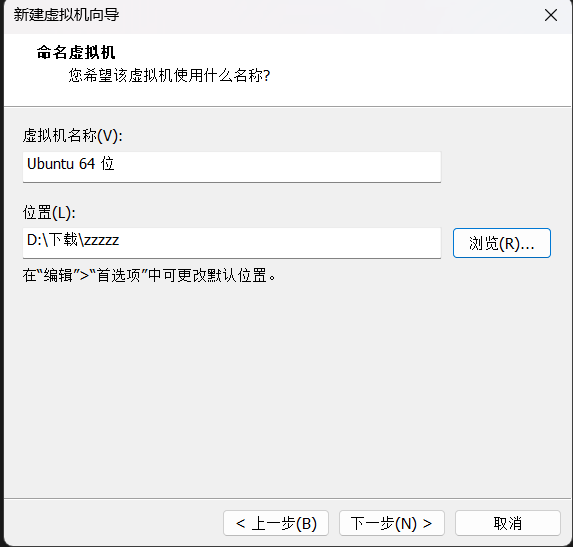 新建虚拟机向导
命名虚拟机
您希望该虚拟机使用什么名称?
虚拟机名称(V):
Ubuntu 64 位
位置(L):
D:\下载\zzzzz
浏览(R)...
在“编辑”>“首选项”中可更改默认位置。
< 上一步(B)
下一步(N) >
取消